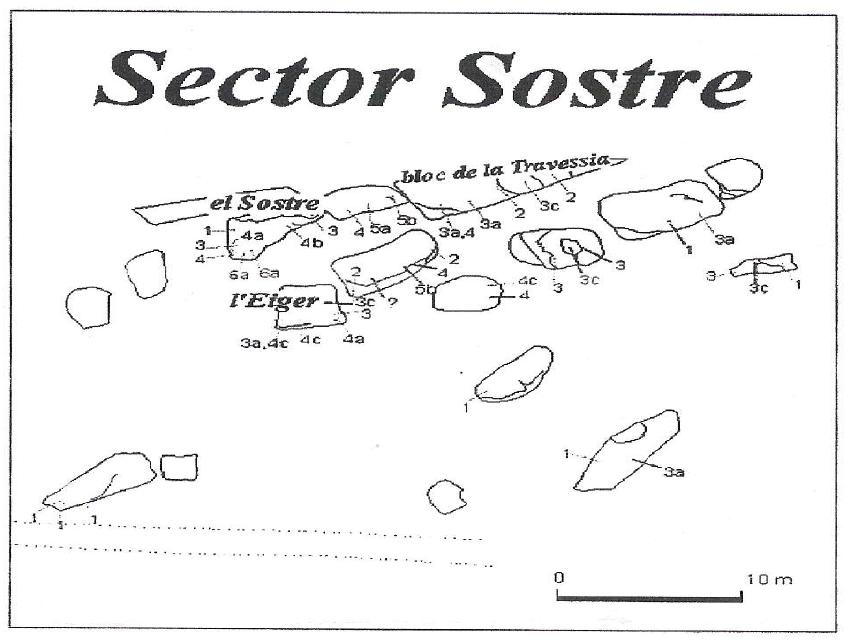 Sector Sostre
bloc de la Travessia
el Sostre
2 3c 2
1 4a 3 4 5a 5b 3a,4 3a
3 4b 3a
4 6a 6a 2 1
2 4 3 3 1
l'Eiger 3c ? 5b 4c 3 3c 3c
3 4
3a,4c 4c 4a
1
1 3a
1 1 1
0 10 m